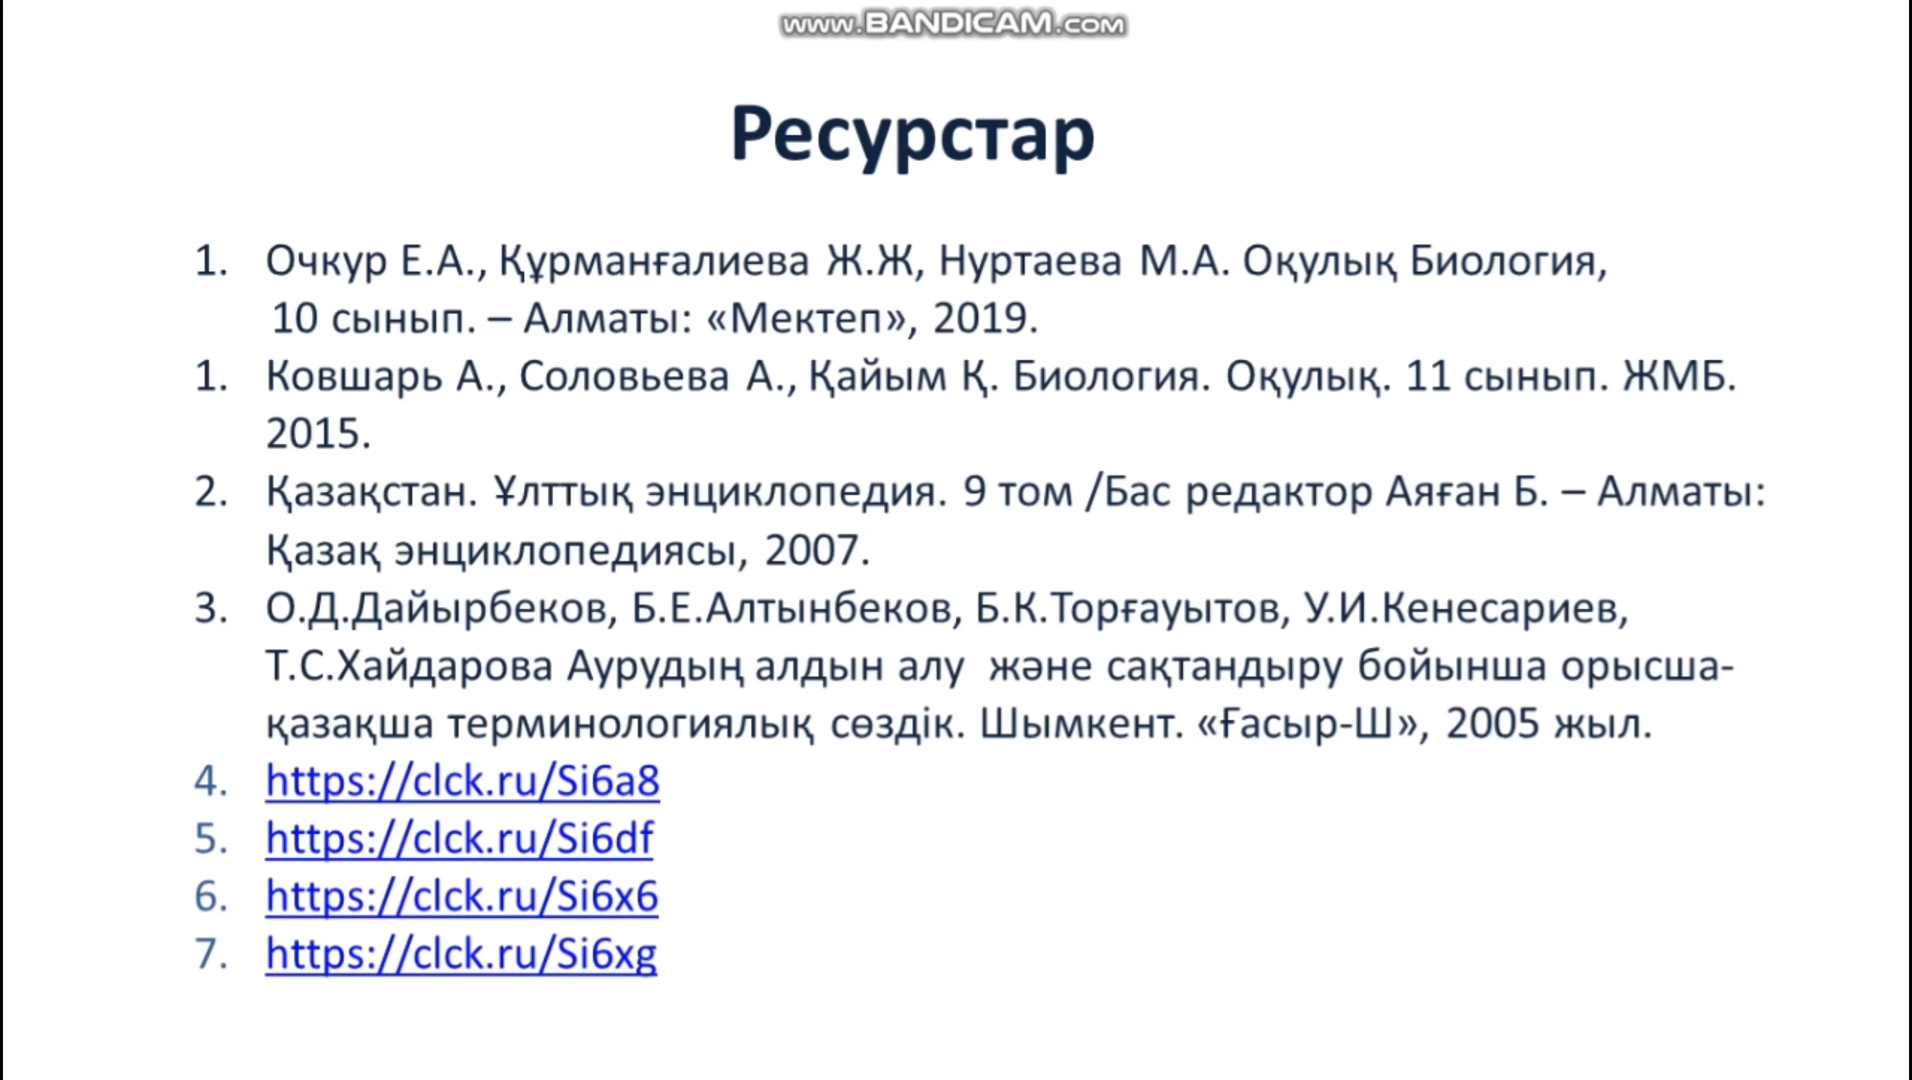 www.BANDICAM.com
Ресурстар
1. Очкур Е.А., Құрманғалиева Ж.Ж, Нуртаева М.А. Оқулық Биология,
10 сынып. – Алматы: «Мектеп», 2019.
1. Ковшарь А., Соловьева А., Қайым Қ. Биология. Оқулық. 11 сынып. ЖМБ.
2015.
2. Қазақстан. Ұлттық энциклопедия. 9 том /Бас редактор Аяған Б. – Алматы:
Қазақ энциклопедиясы, 2007.
3. О.Д.Дайырбеков, Б.Е.Алтынбеков, Б.К.Торғауытов, У.И.Кенесариев,
Т.С.Хайдарова Аурудың алдын алу  және сақтандыру бойынша орысша-
қазақша терминологиялық сөздік. Шымкент. «Ғасыр-Ш», 2005 жыл.
4. https://clck.ru/Si6a8
5. https://clck.ru/Si6df
6. https://clck.ru/Si6x6
7. https://clck.ru/Si6xg